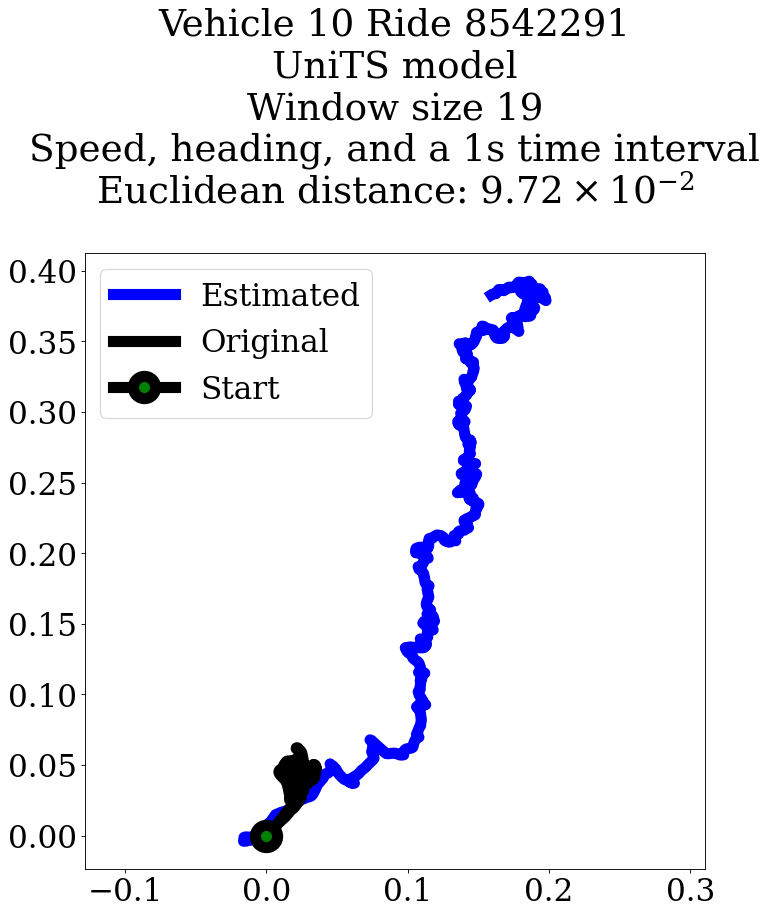 Vehicle 10 Ride 8542291
UniTS model
Window size 19
Speed, heading, and a 1s time interval
Euclidean distance: 9.72 × 10⁻²
Estimated
Original
Start
0.40
0.35
0.30
0.25
0.20
0.15
0.10
0.05
0.00
−0.1 0.0 0.1 0.2 0.3